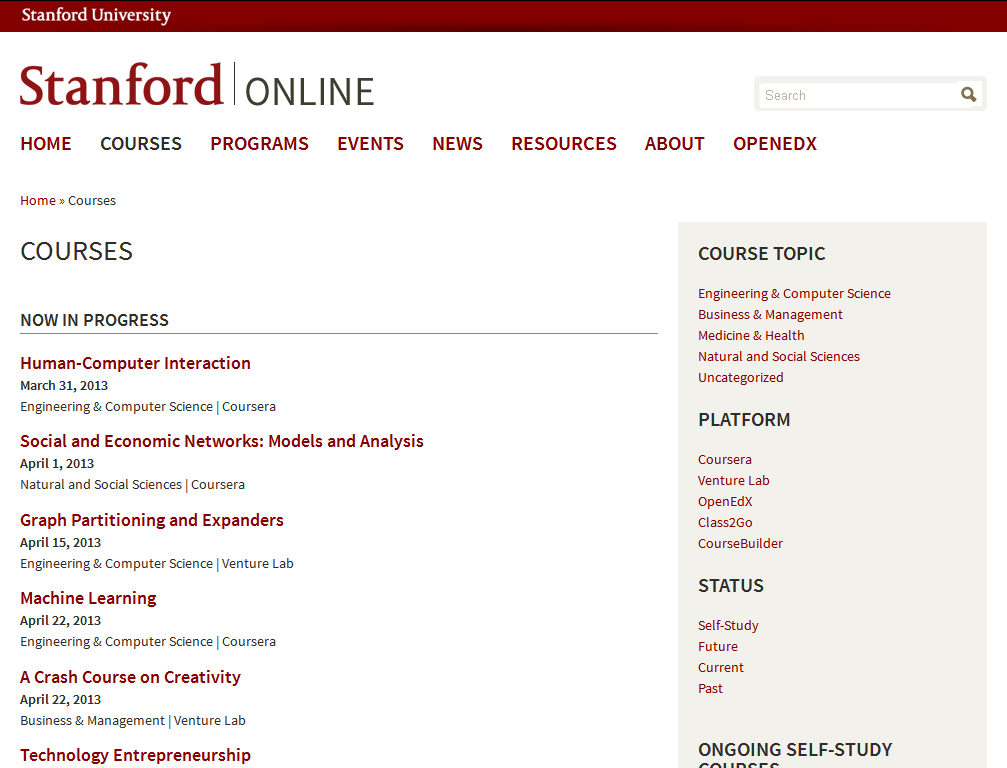 Stanford University
Stanford ONLINE
Search
HOME COURSES PROGRAMS EVENTS NEWS RESOURCES ABOUT OPENEDX
Home » Courses
COURSES
NOW IN PROGRESS
Human-Computer Interaction
March 31, 2013
Engineering & Computer Science | Coursera
Social and Economic Networks: Models and Analysis
April 1, 2013
Natural and Social Sciences | Coursera
Graph Partitioning and Expanders
April 15, 2013
Engineering & Computer Science | Venture Lab
Machine Learning
April 22, 2013
Engineering & Computer Science | Coursera
A Crash Course on Creativity
April 22, 2013
Business & Management | Venture Lab
Technology Entrepreneurship
COURSE TOPIC
Engineering & Computer Science
Business & Management
Medicine & Health
Natural and Social Sciences
Uncategorized
PLATFORM
Coursera
Venture Lab
OpenEdX
Class2Go
CourseBuilder
STATUS
Self-Study
Future
Current
Past
ONGOING SELF-STUDY
COURSES